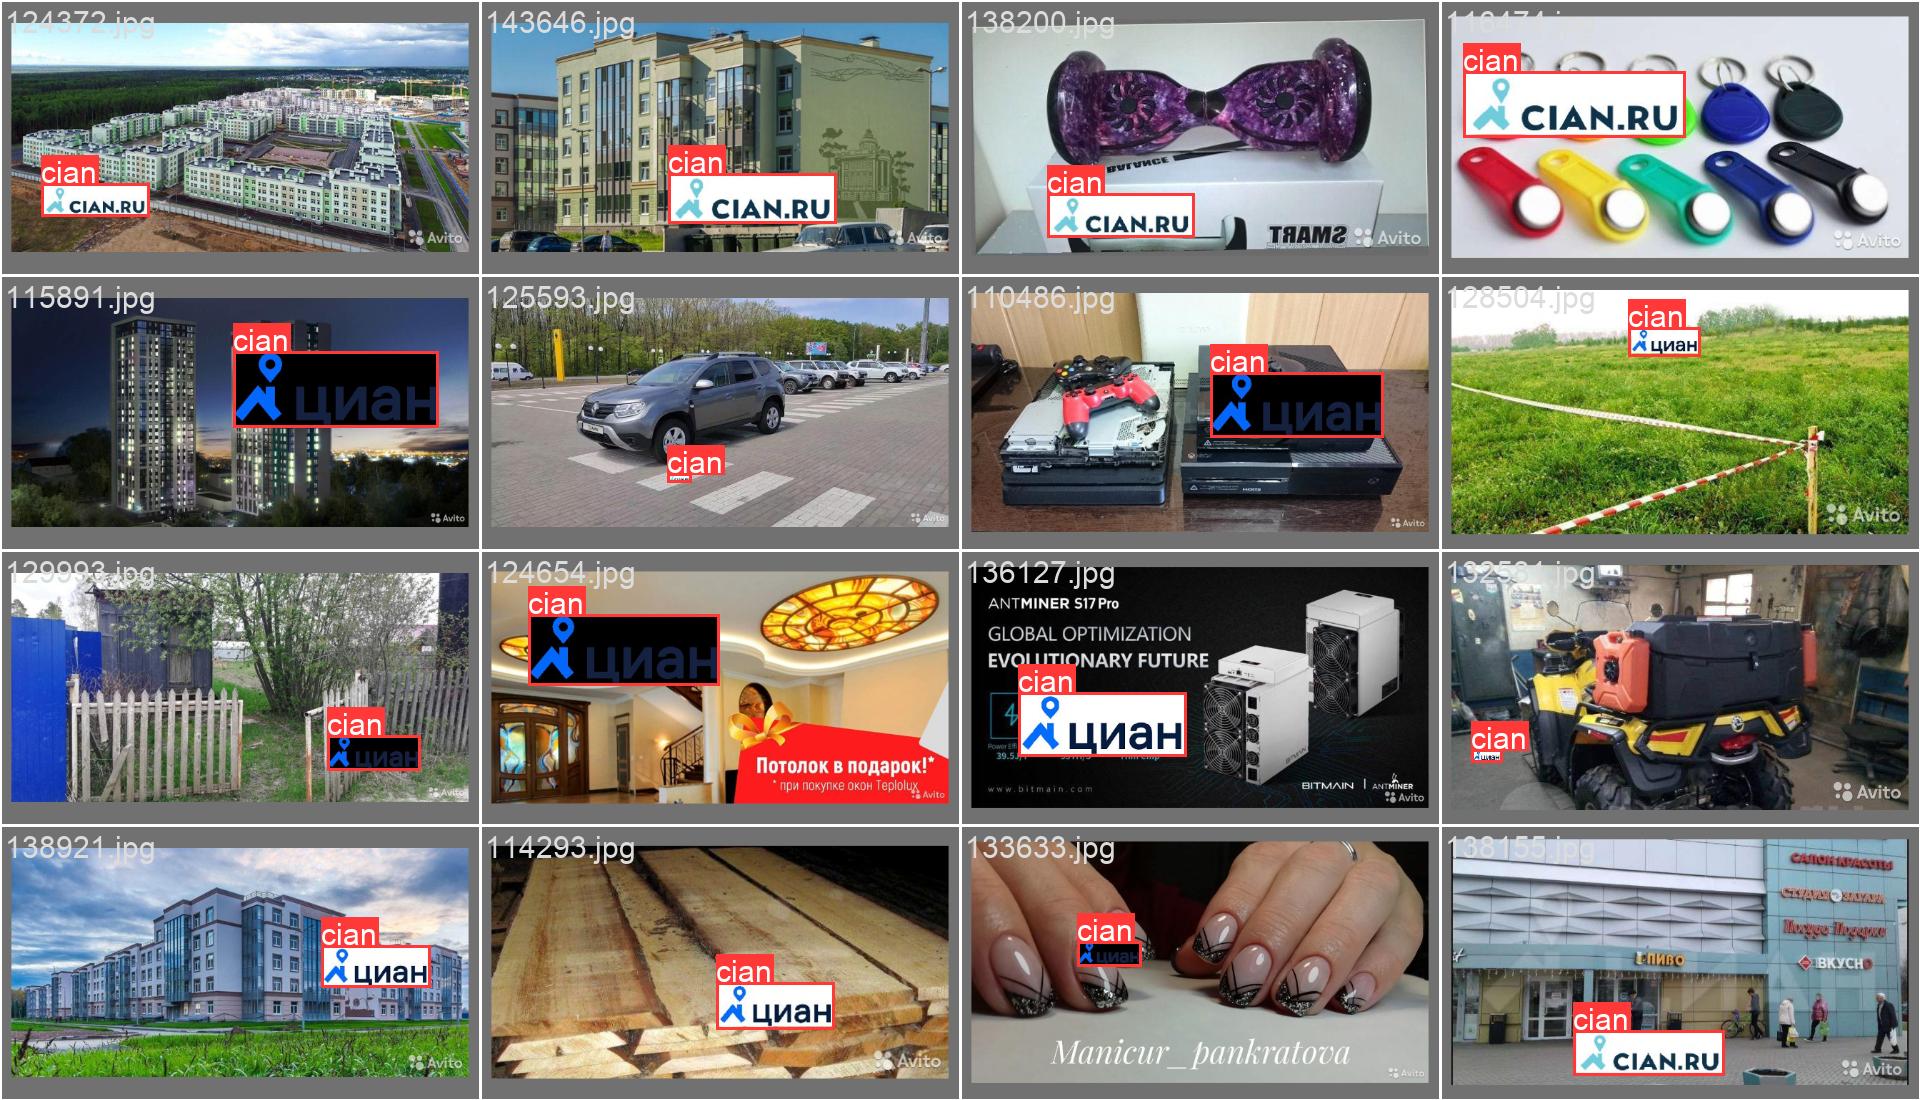 124372.jpg
cian
CIAN.RU
Avito
143646.jpg
cian
CIAN.RU
Avito
138200.jpg
BALANCE
cian
CIAN.RU
SMART
Avito
116474.jpg
cian
CIAN.RU
Avito
115891.jpg
cian
циан
Avito
125593.jpg
cian
Avito
110486.jpg
cian
циан
Avito
128504.jpg
cian
циан
Avito
129993.jpg
cian
циан
Avito
124654.jpg
cian
циан
Потолок в подарок!*
* при покупке окон Teplolux
Avito
136127.jpg
ANTMINER S17 Pro
GLOBAL OPTIMIZATION
EVOLUTIONARY FUTURE
cian
циан
www.bitmain.com
BITMAIN | ANTMINER
Avito
cian
циан
Avito
138921.jpg
cian
циан
Avito
114293.jpg
cian
циан
Avito
133633.jpg
cian
циан
Manicur_pankratova
Avito
138155.jpg
САЛОН КРАСОТЫ
Посуда Подарки
ПИВО
ВКУСНО
cian
CIAN.RU
Avito